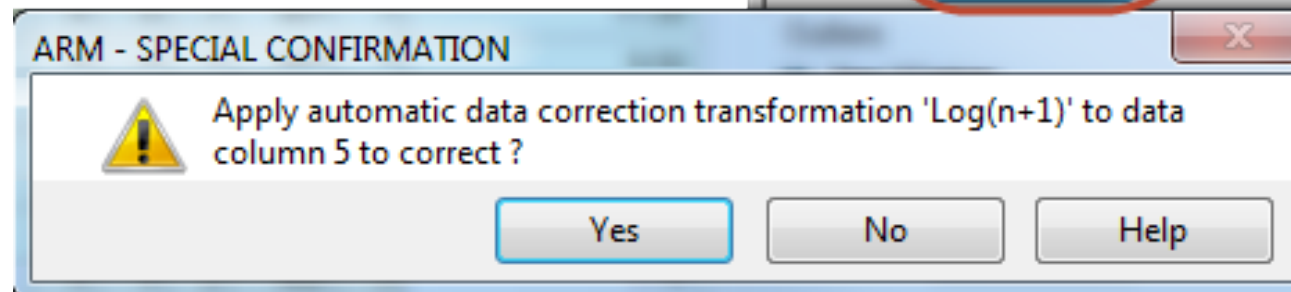 ARM - SPECIAL CONFIRMATION
Apply automatic data correction transformation 'Log(n+1)' to data
column 5 to correct ?
Yes
No
Help